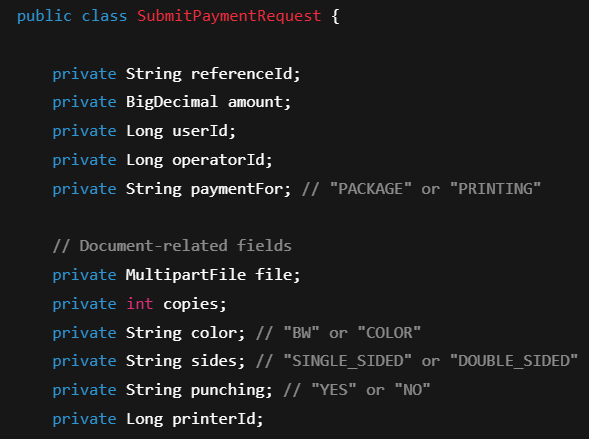 public class SubmitPaymentRequest {
private String referenceId;
private BigDecimal amount;
private Long userId;
private Long operatorId;
private String paymentFor; // "PACKAGE" or "PRINTING"
// Document-related fields
private MultipartFile file;
private int copies;
private String color; // "BW" or "COLOR"
private String sides; // "SINGLE_SIDED" or "DOUBLE_SIDED"
private String punching; // "YES" or "NO"
private Long printerId;